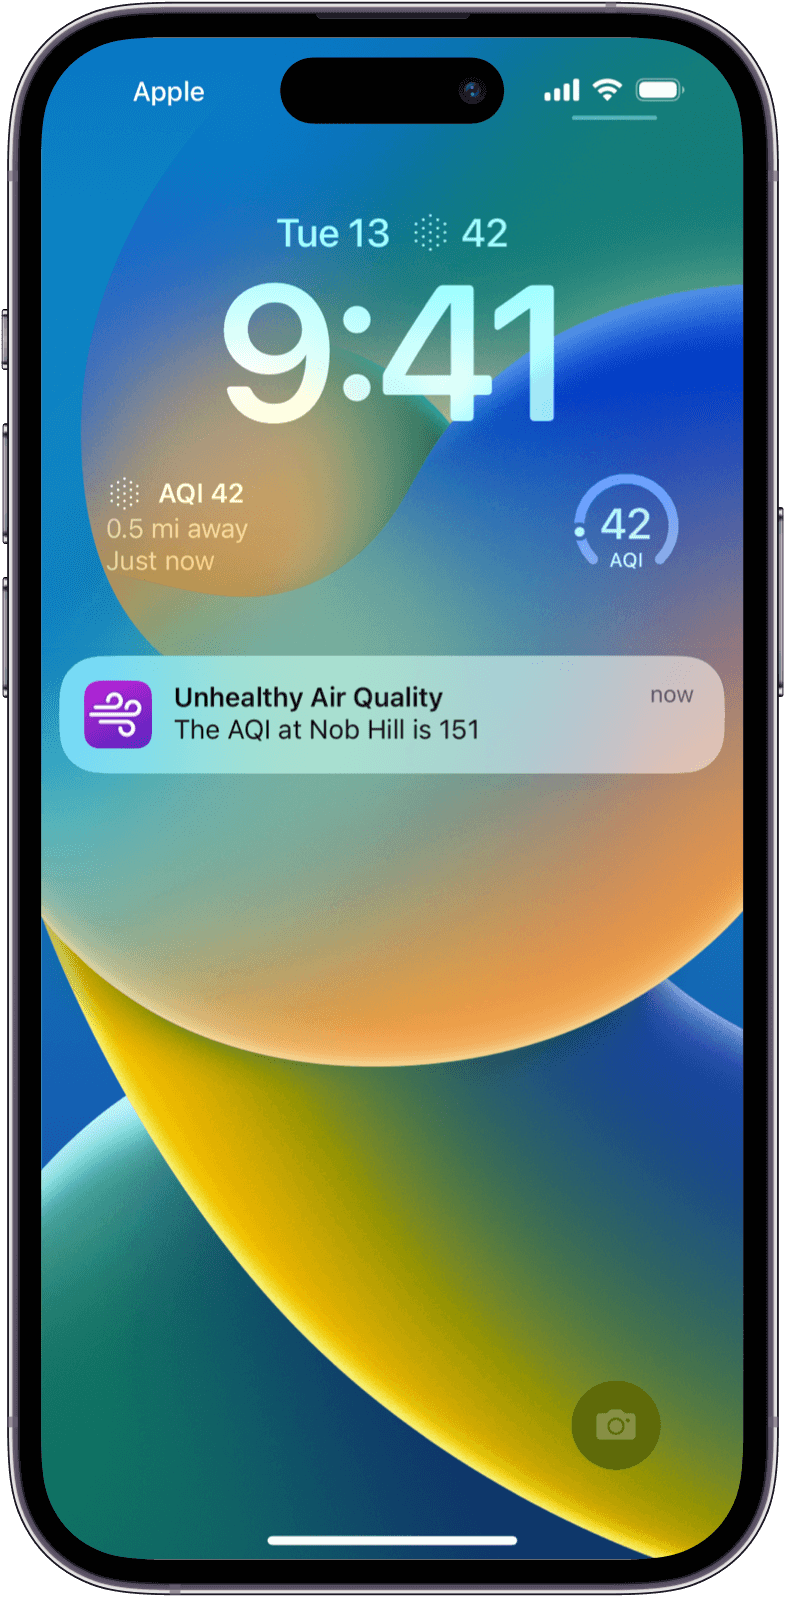 Apple
Tue 13 42
9:41
AQI 42
0.5 mi away
Just now
42
AQI
Unhealthy Air Quality
now
The AQI at Nob Hill is 151